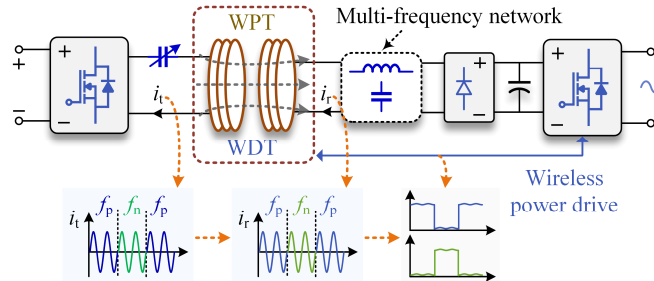 Multi-frequency network
WPT
+
+
−
−
i_t
i_r
WDT
+
−
+
−
Wireless
power drive
i_t
f_p f_n f_p
i_r
f_p f_n f_p